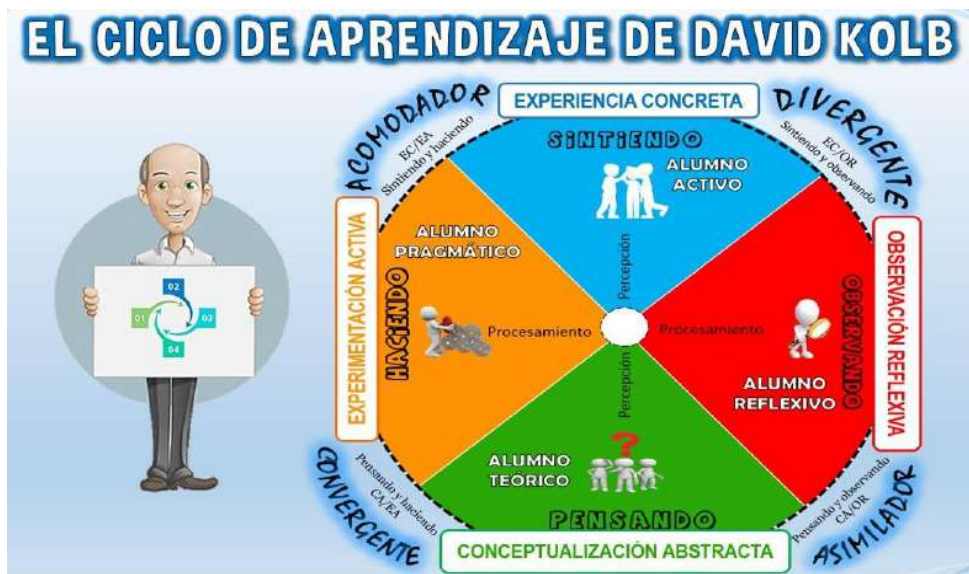 EL CICLO DE APRENDIZAJE DE DAVID KOLB
ACOMODADOR
EC/EA
Sintiendo y haciendo
EXPERIENCIA CONCRETA
SINTIENDO
ALUMNO
ACTIVO
DIVERGENTE
EC/OR
Sintiendo y observando
EXPERIMENTACIÓN ACTIVA
HACIENDO
ALUMNO
PRAGMÁTICO
Procesamiento
Percepción
Procesamiento
Percepción
OBSERVANDO
ALUMNO
REFLEXIVO
OBSERVACIÓN REFLEXIVA
02
01
03
04
CONVERGENTE
Pensando y haciendo
CA/EA
ALUMNO
TEÓRICO
?
PENSANDO
CONCEPTUALIZACIÓN ABSTRACTA
Pensando y observando
CA/OR
ASIMILADOR